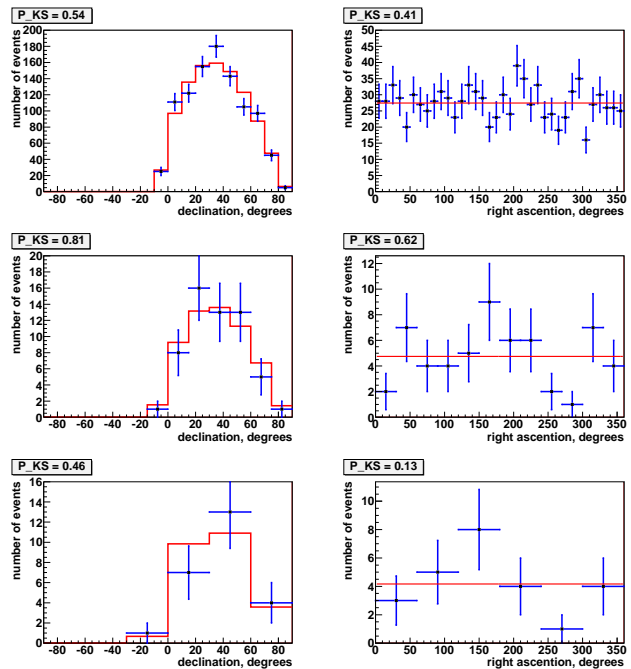 P_KS = 0.54
number of events
200
180
160
140
120
100
80
60
40
20
0
-80 -60 -40 -20 0 20 40 60 80
declination, degrees
P_KS = 0.41
number of events
50
45
40
35
30
25
20
15
10
5
0
0 50 100 150 200 250 300 350
right ascention, degrees
P_KS = 0.81
number of events
20
18
16
14
12
10
8
6
4
2
0
-80 -60 -40 -20 0 20 40 60 80
declination, degrees
P_KS = 0.62
number of events
12
10
8
6
4
2
0
0 50 100 150 200 250 300 350
right ascention, degrees
P_KS = 0.46
number of events
16
14
12
10
8
6
4
2
0
-80 -60 -40 -20 0 20 40 60 80
declination, degrees
P_KS = 0.13
number of events
10
8
6
4
2
0
0 50 100 150 200 250 300 350
right ascention, degrees